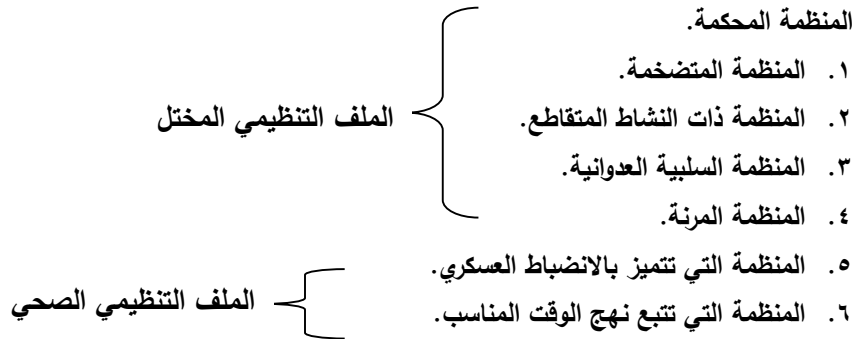 المنظمة المحكمة.
١. المنظمة المتضخمة.
٢. المنظمة ذات النشاط المتقاطع.
الملف التنظيمي المختل
٣. المنظمة السلبية العدوانية.
٤. المنظمة المرنة.
٥. المنظمة التي تتميز بالانضباط العسكري.
٦. المنظمة التي تتبع نهج الوقت المناسب.
الملف التنظيمي الصحي